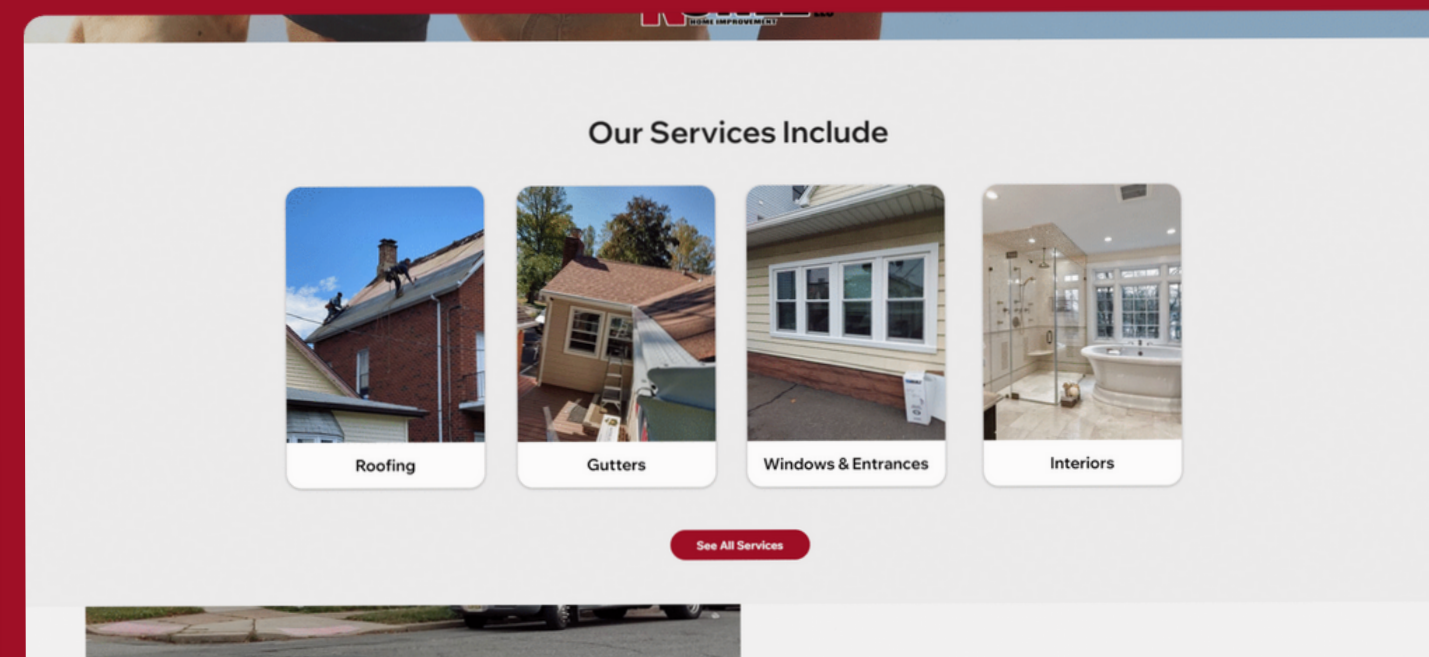 HOME IMPROVEMENT
Our Services Include
Roofing
Gutters
Windows & Entrances
Interiors
See All Services